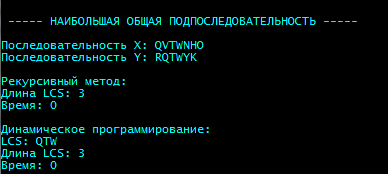 ----- НАИБОЛЬШАЯ ОБЩАЯ ПОДПОСЛЕДОВАТЕЛЬНОСТЬ -----
Последовательность X: QVTWNHO
Последовательность Y: RQTWYK
Рекурсивный метод:
Длина LCS: 3
Время: 0
Динамическое программирование:
LCS: QTW
Длина LCS: 3
Время: 0